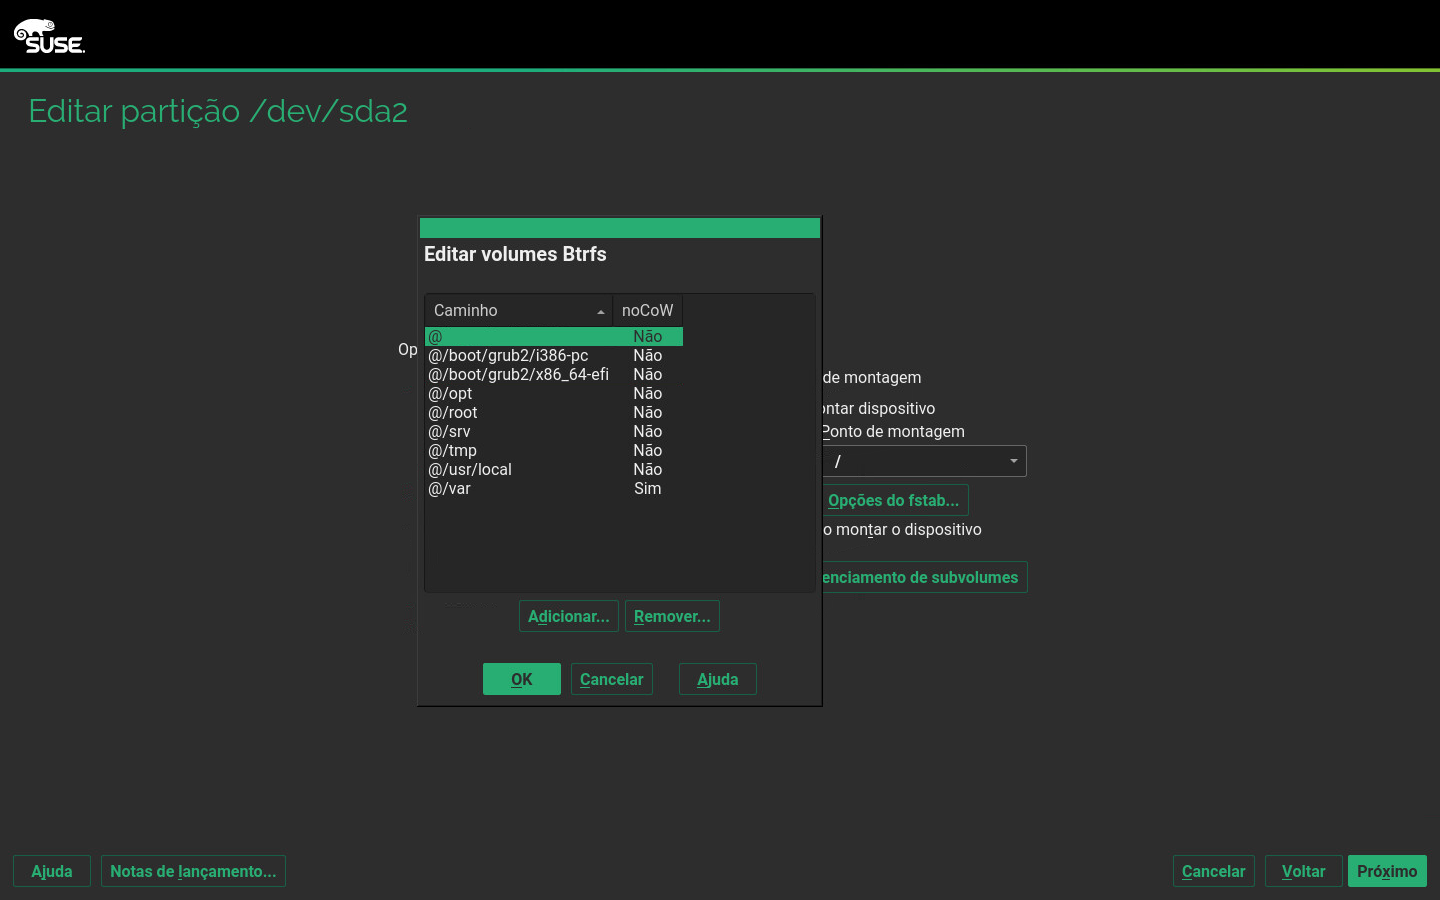 SUSE
Editar partição /dev/sda2
Editar volumes Btrfs
Caminho noCoW
@ Não
@/boot/grub2/i386-pc Não
@/boot/grub2/x86_64-efi Não
@/opt Não
@/root Não
@/srv Não
@/tmp Não
@/usr/local Não
@/var Sim
Adicionar... Remover...
OK Cancelar Ajuda
Op
de montagem
ontar dispositivo
Ponto de montagem
/
Opções do fstab...
o montar o dispositivo
enciamento de subvolumes
Ajuda Notas de lançamento... Cancelar Voltar Próximo